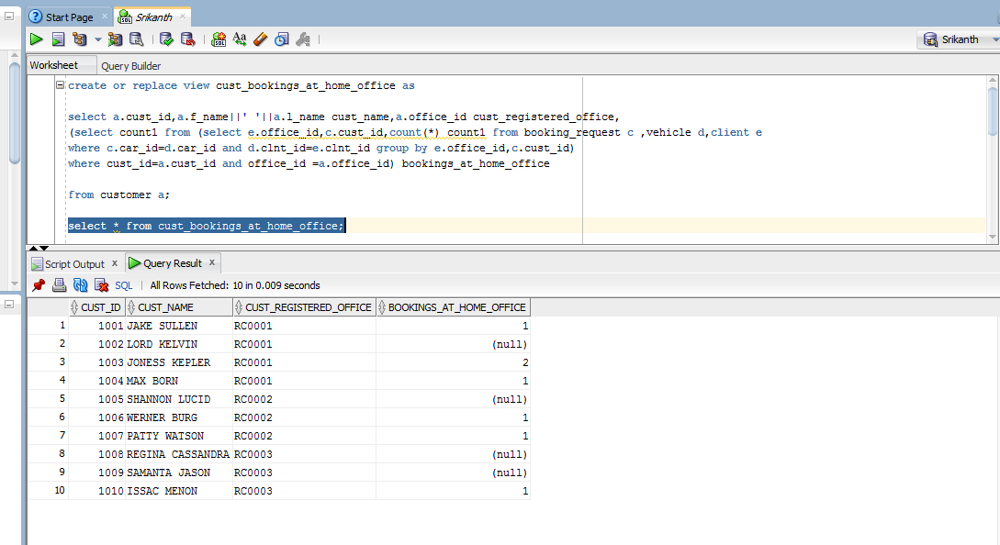 Start Page
Srikanth
Srikanth
Worksheet Query Builder
create or replace view cust_bookings_at_home_office as
select a.cust_id,a.f_name||' '||a.l_name cust_name,a.office_id cust_registered_office,
(select count1 from (select e.office_id,c.cust_id,count(*) count1 from booking_request c ,vehicle d,client e
where c.car_id=d.car_id and d.clnt_id=e.clnt_id group by e.office_id,c.cust_id)
where cust_id=a.cust_id and office_id =a.office_id) bookings_at_home_office
from customer a;
select * from cust_bookings_at_home_office;
Script Output x Query Result x
SQL | All Rows Fetched: 10 in 0.009 seconds
CUST_ID CUST_NAME CUST_REGISTERED_OFFICE BOOKINGS_AT_HOME_OFFICE
1 1001 JAKE SULLEN RC0001 1
2 1002 LORD KELVIN RC0001 (null)
3 1003 JONESS KEPLER RC0001 2
4 1004 MAX BORN RC0001 1
5 1005 SHANNON LUCID RC0002 (null)
6 1006 WERNER BURG RC0002 1
7 1007 PATTY WATSON RC0002 1
8 1008 REGINA CASSANDRA RC0003 (null)
9 1009 SAMANTA JASON RC0003 (null)
10 1010 ISSAC MENON RC0003 1